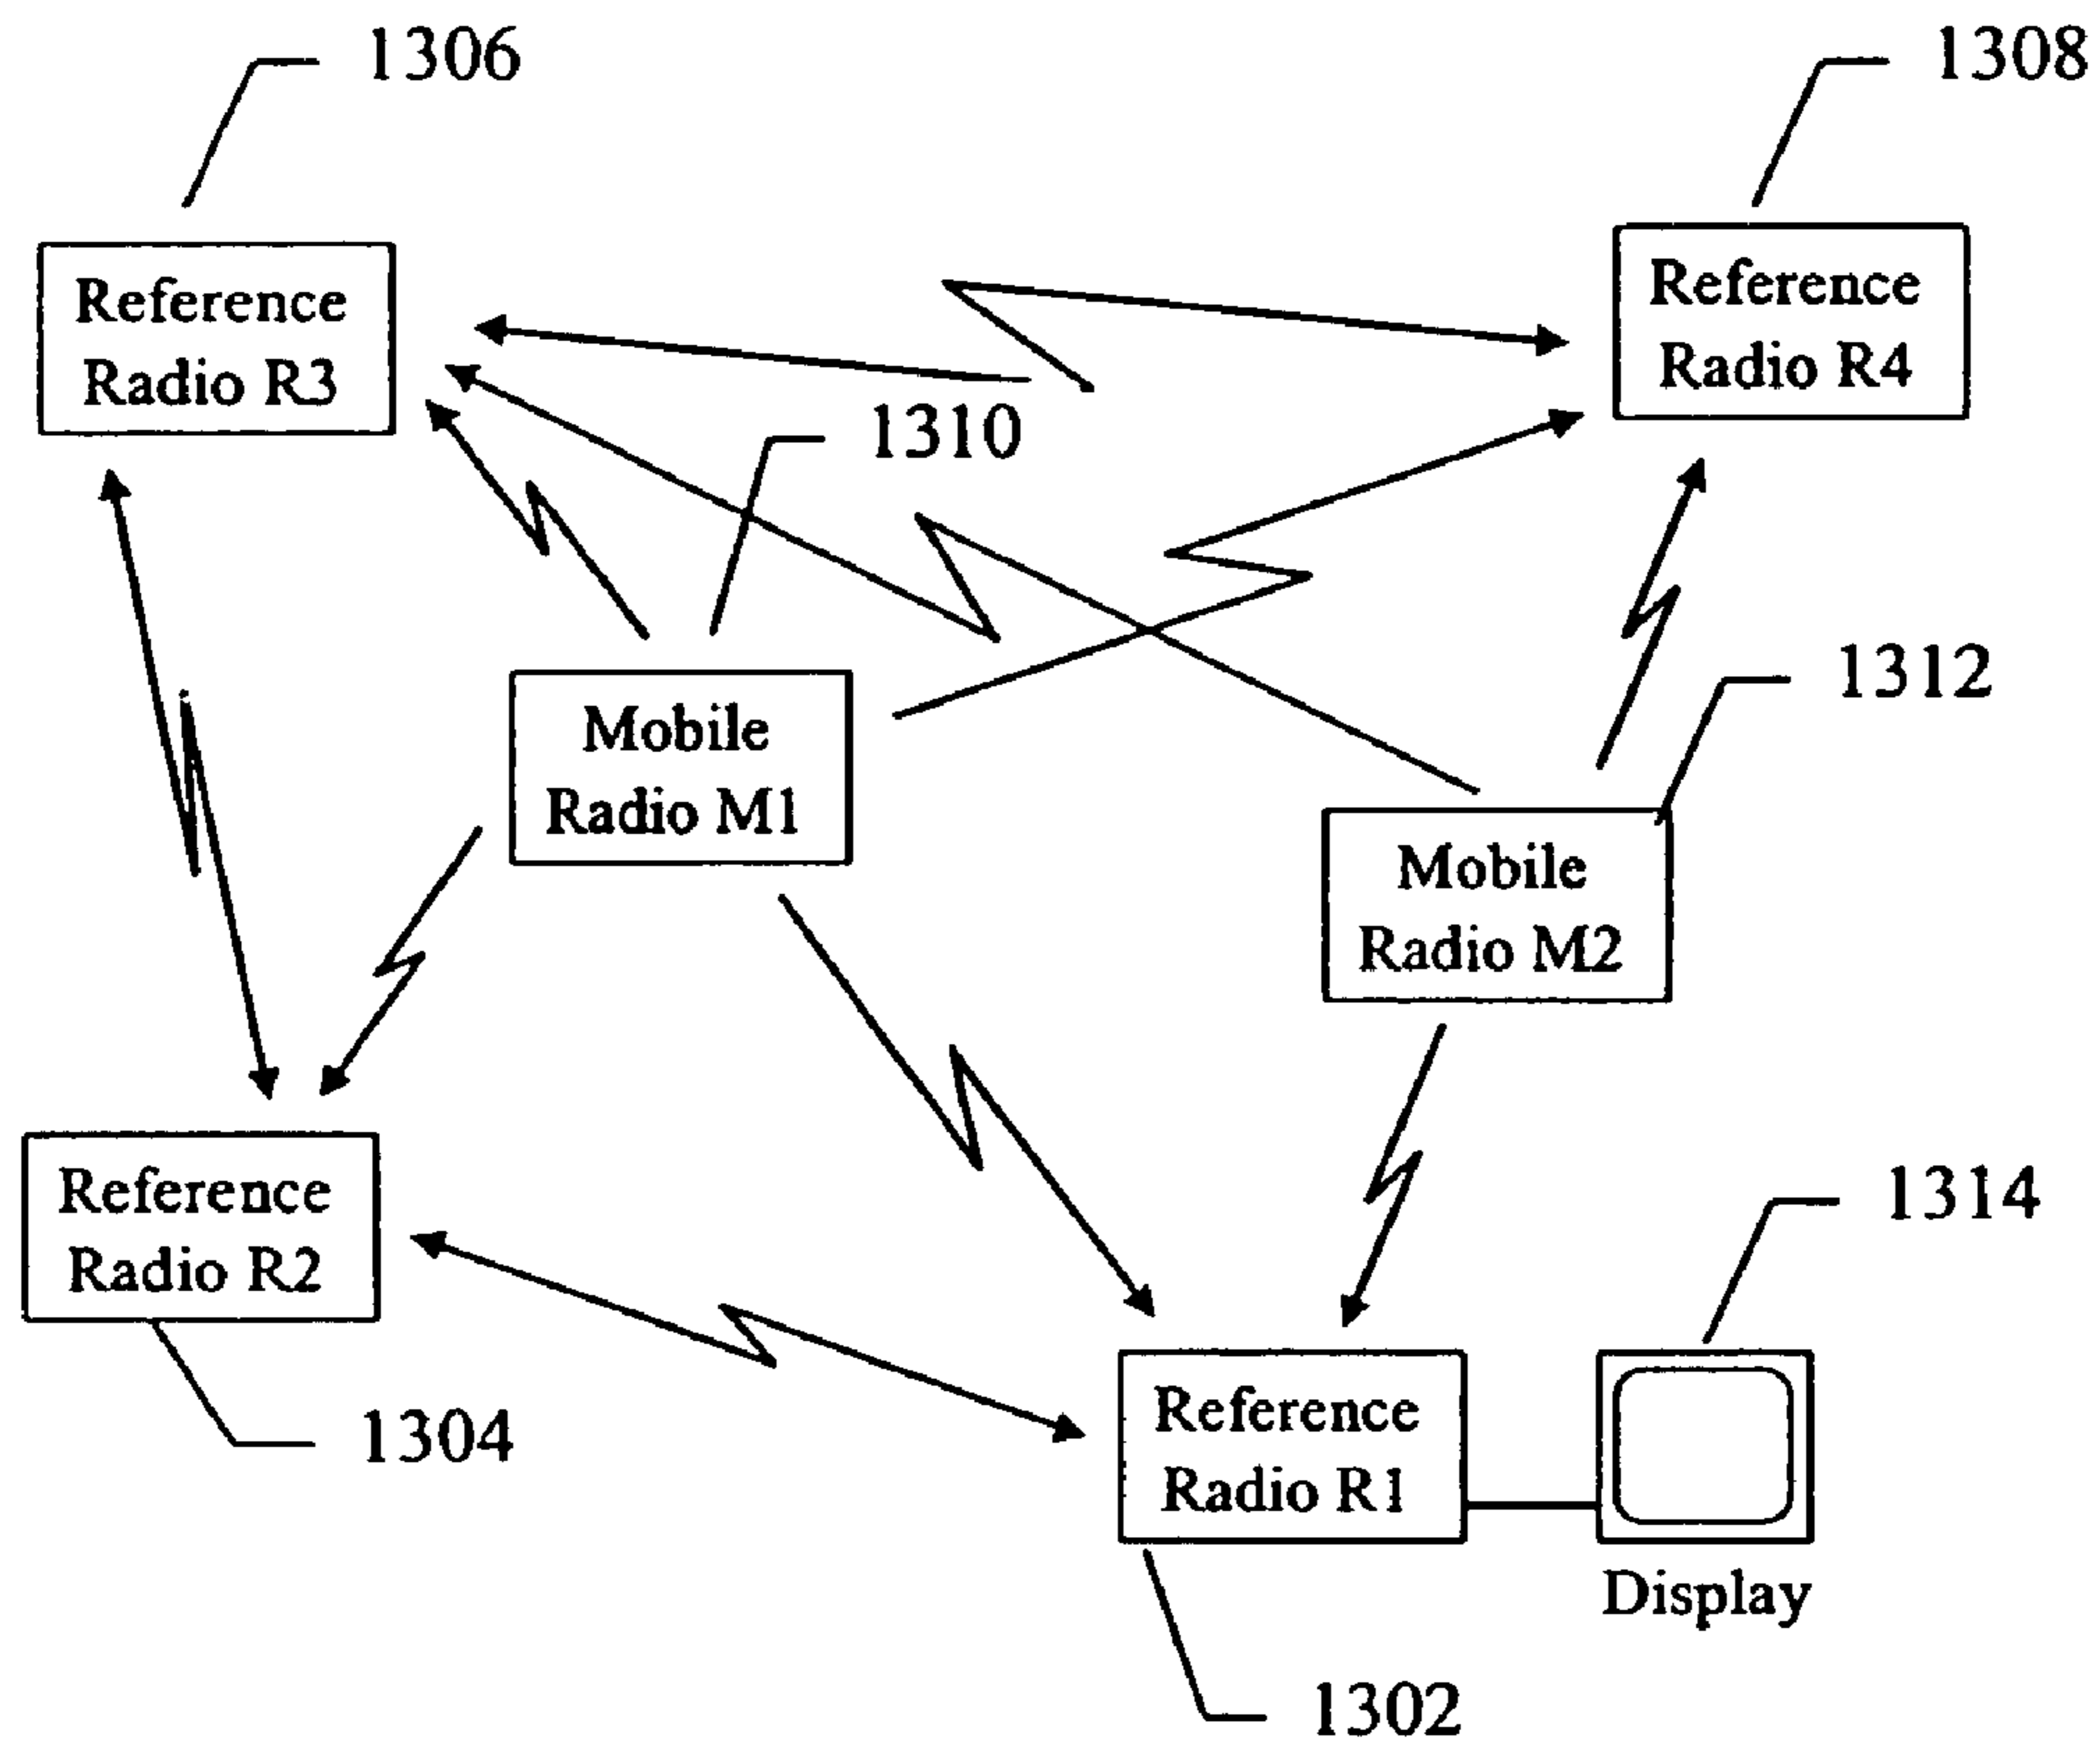 1306
1308
Reference
Radio R3
Reference
Radio R4
1310
1312
Mobile
Radio M1
Mobile
Radio M2
1314
Reference
Radio R2
1304
Reference
Radio R1
Display
1302